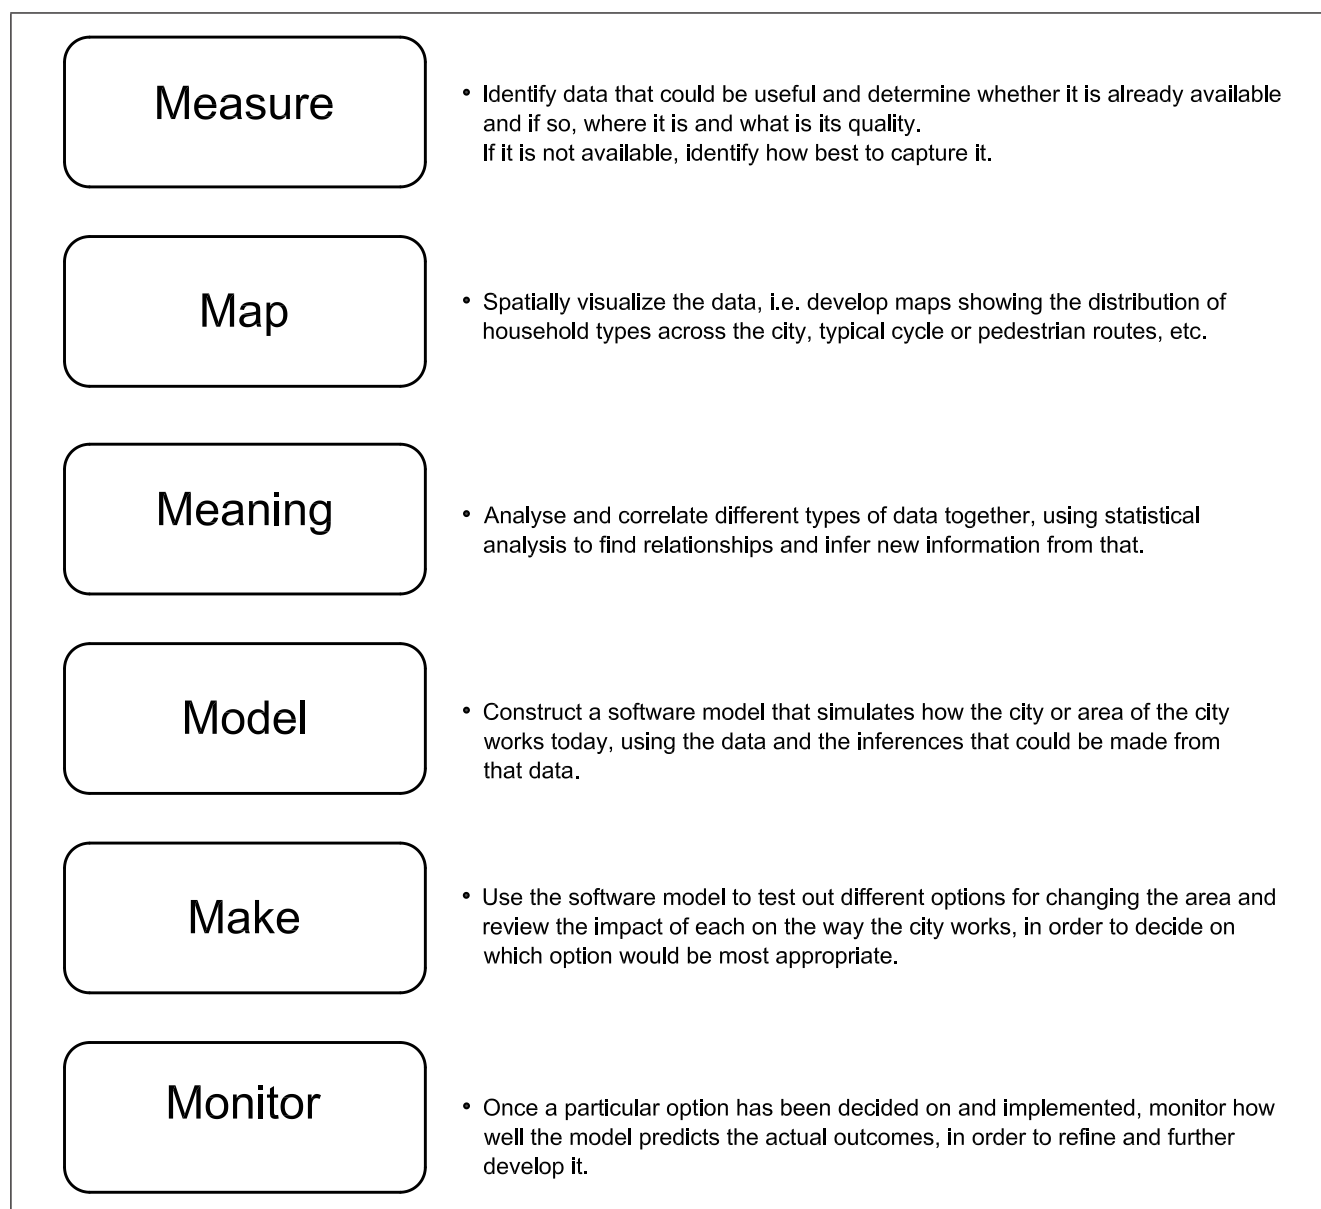 Measure
• Identify data that could be useful and determine whether it is already available
and if so, where it is and what is its quality.
If it is not available, identify how best to capture it.
Map
• Spatially visualize the data, i.e. develop maps showing the distribution of
household types across the city, typical cycle or pedestrian routes, etc.
Meaning
• Analyse and correlate different types of data together, using statistical
analysis to find relationships and infer new information from that.
Model
• Construct a software model that simulates how the city or area of the city
works today, using the data and the inferences that could be made from
that data.
Make
• Use the software model to test out different options for changing the area and
review the impact of each on the way the city works, in order to decide on
which option would be most appropriate.
Monitor
• Once a particular option has been decided on and implemented, monitor how
well the model predicts the actual outcomes, in order to refine and further
develop it.